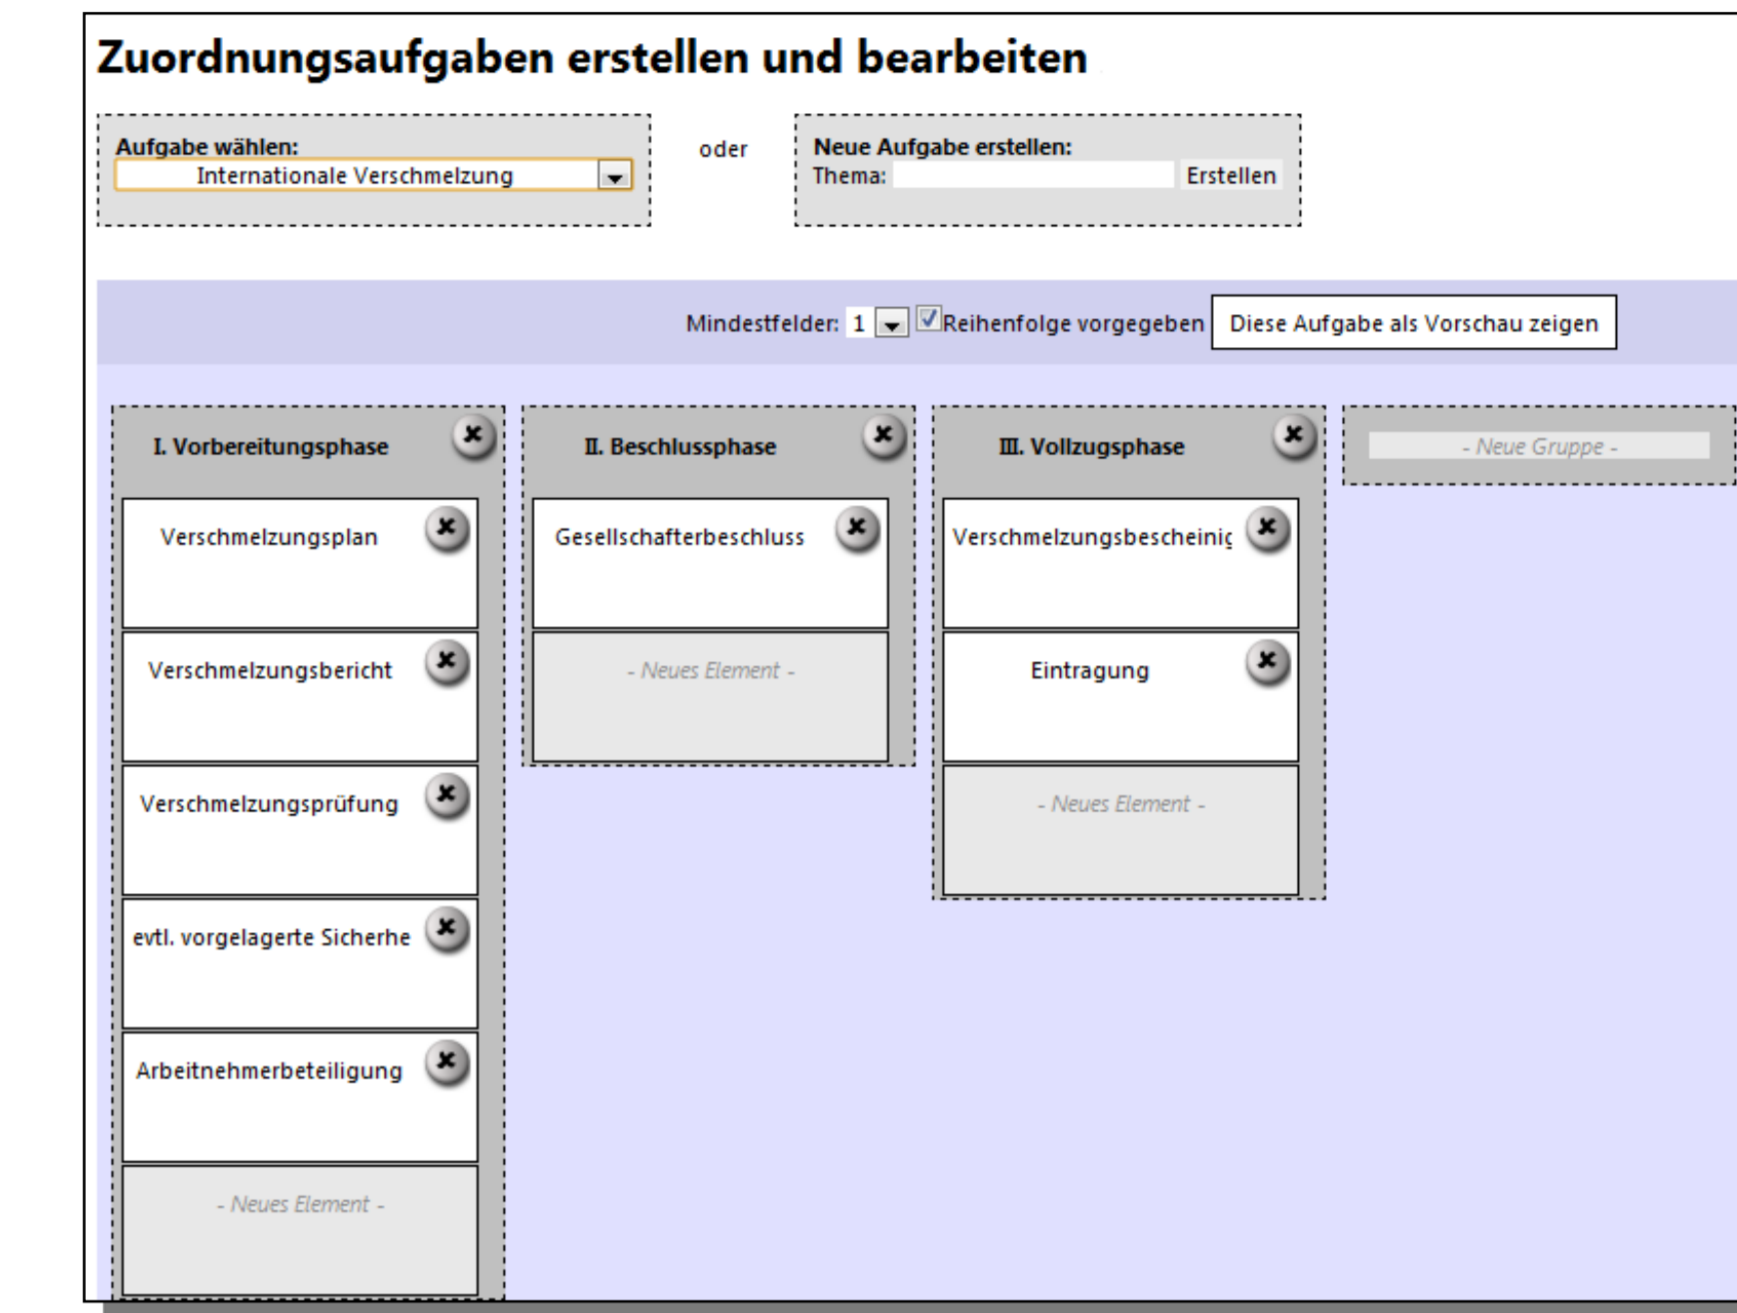 Zuordnungsaufgaben erstellen und bearbeiten
Aufgabe wählen:
Internationale Verschmelzung
oder
Neue Aufgabe erstellen:
Thema: Erstellen
Mindestfelder: 1 Reihenfolge vorgegeben Diese Aufgabe als Vorschau zeigen
I. Vorbereitungsphase
Verschmelzungsplan
Verschmelzungsbericht
Verschmelzungsprüfung
evtl. vorgelagerte Sicherhe
Arbeitnehmerbeteiligung
- Neues Element -
II. Beschlussphase
Gesellschafterbeschluss
- Neues Element -
III. Vollzugsphase
Verschmelzungsbescheinig
Eintragung
- Neues Element -
- Neue Gruppe -